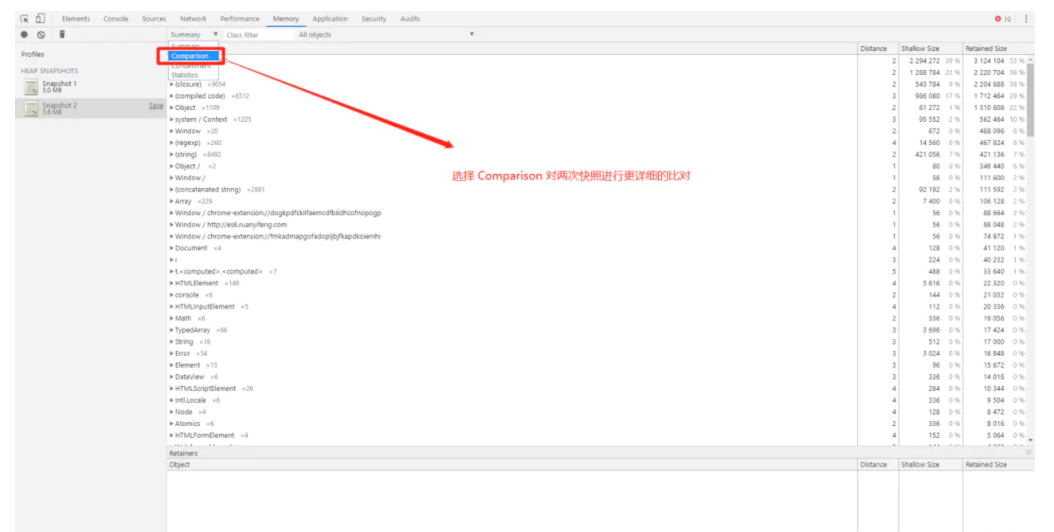 Elements Console Sources Network Performance Memory Application Security Audits 10
Summary Class filter All objects
Profiles
HEAP SNAPSHOTS
Snapshot 1
5.0 MB
Snapshot 2 Save
5.6 MB
Summary
Comparison
Containment
Statistics
Distance Shallow Size Retained Size
2 2 294 272 39 % 3 124 104 53 %
2 1 288 784 22 % 2 220 704 38 %
(closure) ×9054 2 543 784 9 % 2 204 688 38 %
(compiled code) ×6512 3 986 080 17 % 1 712 464 29 %
Object ×1109 2 61 272 1 % 1 310 608 22 %
system / Context ×1225 3 95 552 2 % 562 464 10 %
Window ×20 2 672 0 % 468 096 8 %
(regexp) ×260 4 14 560 0 % 467 824 8 %
(string) ×8492 2 421 056 7 % 421 136 7 %
Object / ×2 1 80 0 % 346 440 6 %
Window / 1 56 0 % 111 600 2 %
(concatenated string) ×2881 2 92 192 2 % 111 592 2 %
Array ×229 2 7 400 0 % 106 128 2 %
Window / chrome-extension://dogkpdfcklifaemcdfbildhccfnopogp 1 56 0 % 88 664 2 %
Window / http://es6.ruanyifeng.com 1 56 0 % 88 048 2 %
Window / chrome-extension://fmkadmapgofadopljbjfkapdkoienihi 1 56 0 % 74 872 1 %
Document ×4 4 128 0 % 41 120 1 %
i 3 224 0 % 40 232 1 %
t.<computed>.<computed> ×7 5 488 0 % 33 640 1 %
HTMLElement ×149 4 5 616 0 % 22 320 0 %
console ×6 2 144 0 % 21 032 0 %
HTMLInputElement ×5 4 112 0 % 20 336 0 %
Math ×6 2 336 0 % 19 056 0 %
TypedArray ×66 3 3 696 0 % 17 424 0 %
String ×16 3 512 0 % 17 000 0 %
Error ×54 3 3 024 0 % 16 848 0 %
Element ×13 3 96 0 % 15 672 0 %
DataView ×6 3 336 0 % 14 016 0 %
HTMLScriptElement ×26 4 264 0 % 10 344 0 %
Intl.Locale ×6 4 336 0 % 9 504 0 %
Node ×4 4 128 0 % 8 472 0 %
Atomics ×6 2 336 0 % 8 016 0 %
HTMLFormElement ×4 4 152 0 % 5 064 0 %
选择 Comparison 对两次快照进行更详细的比对
Retainers
Object Distance Shallow Size Retained Size